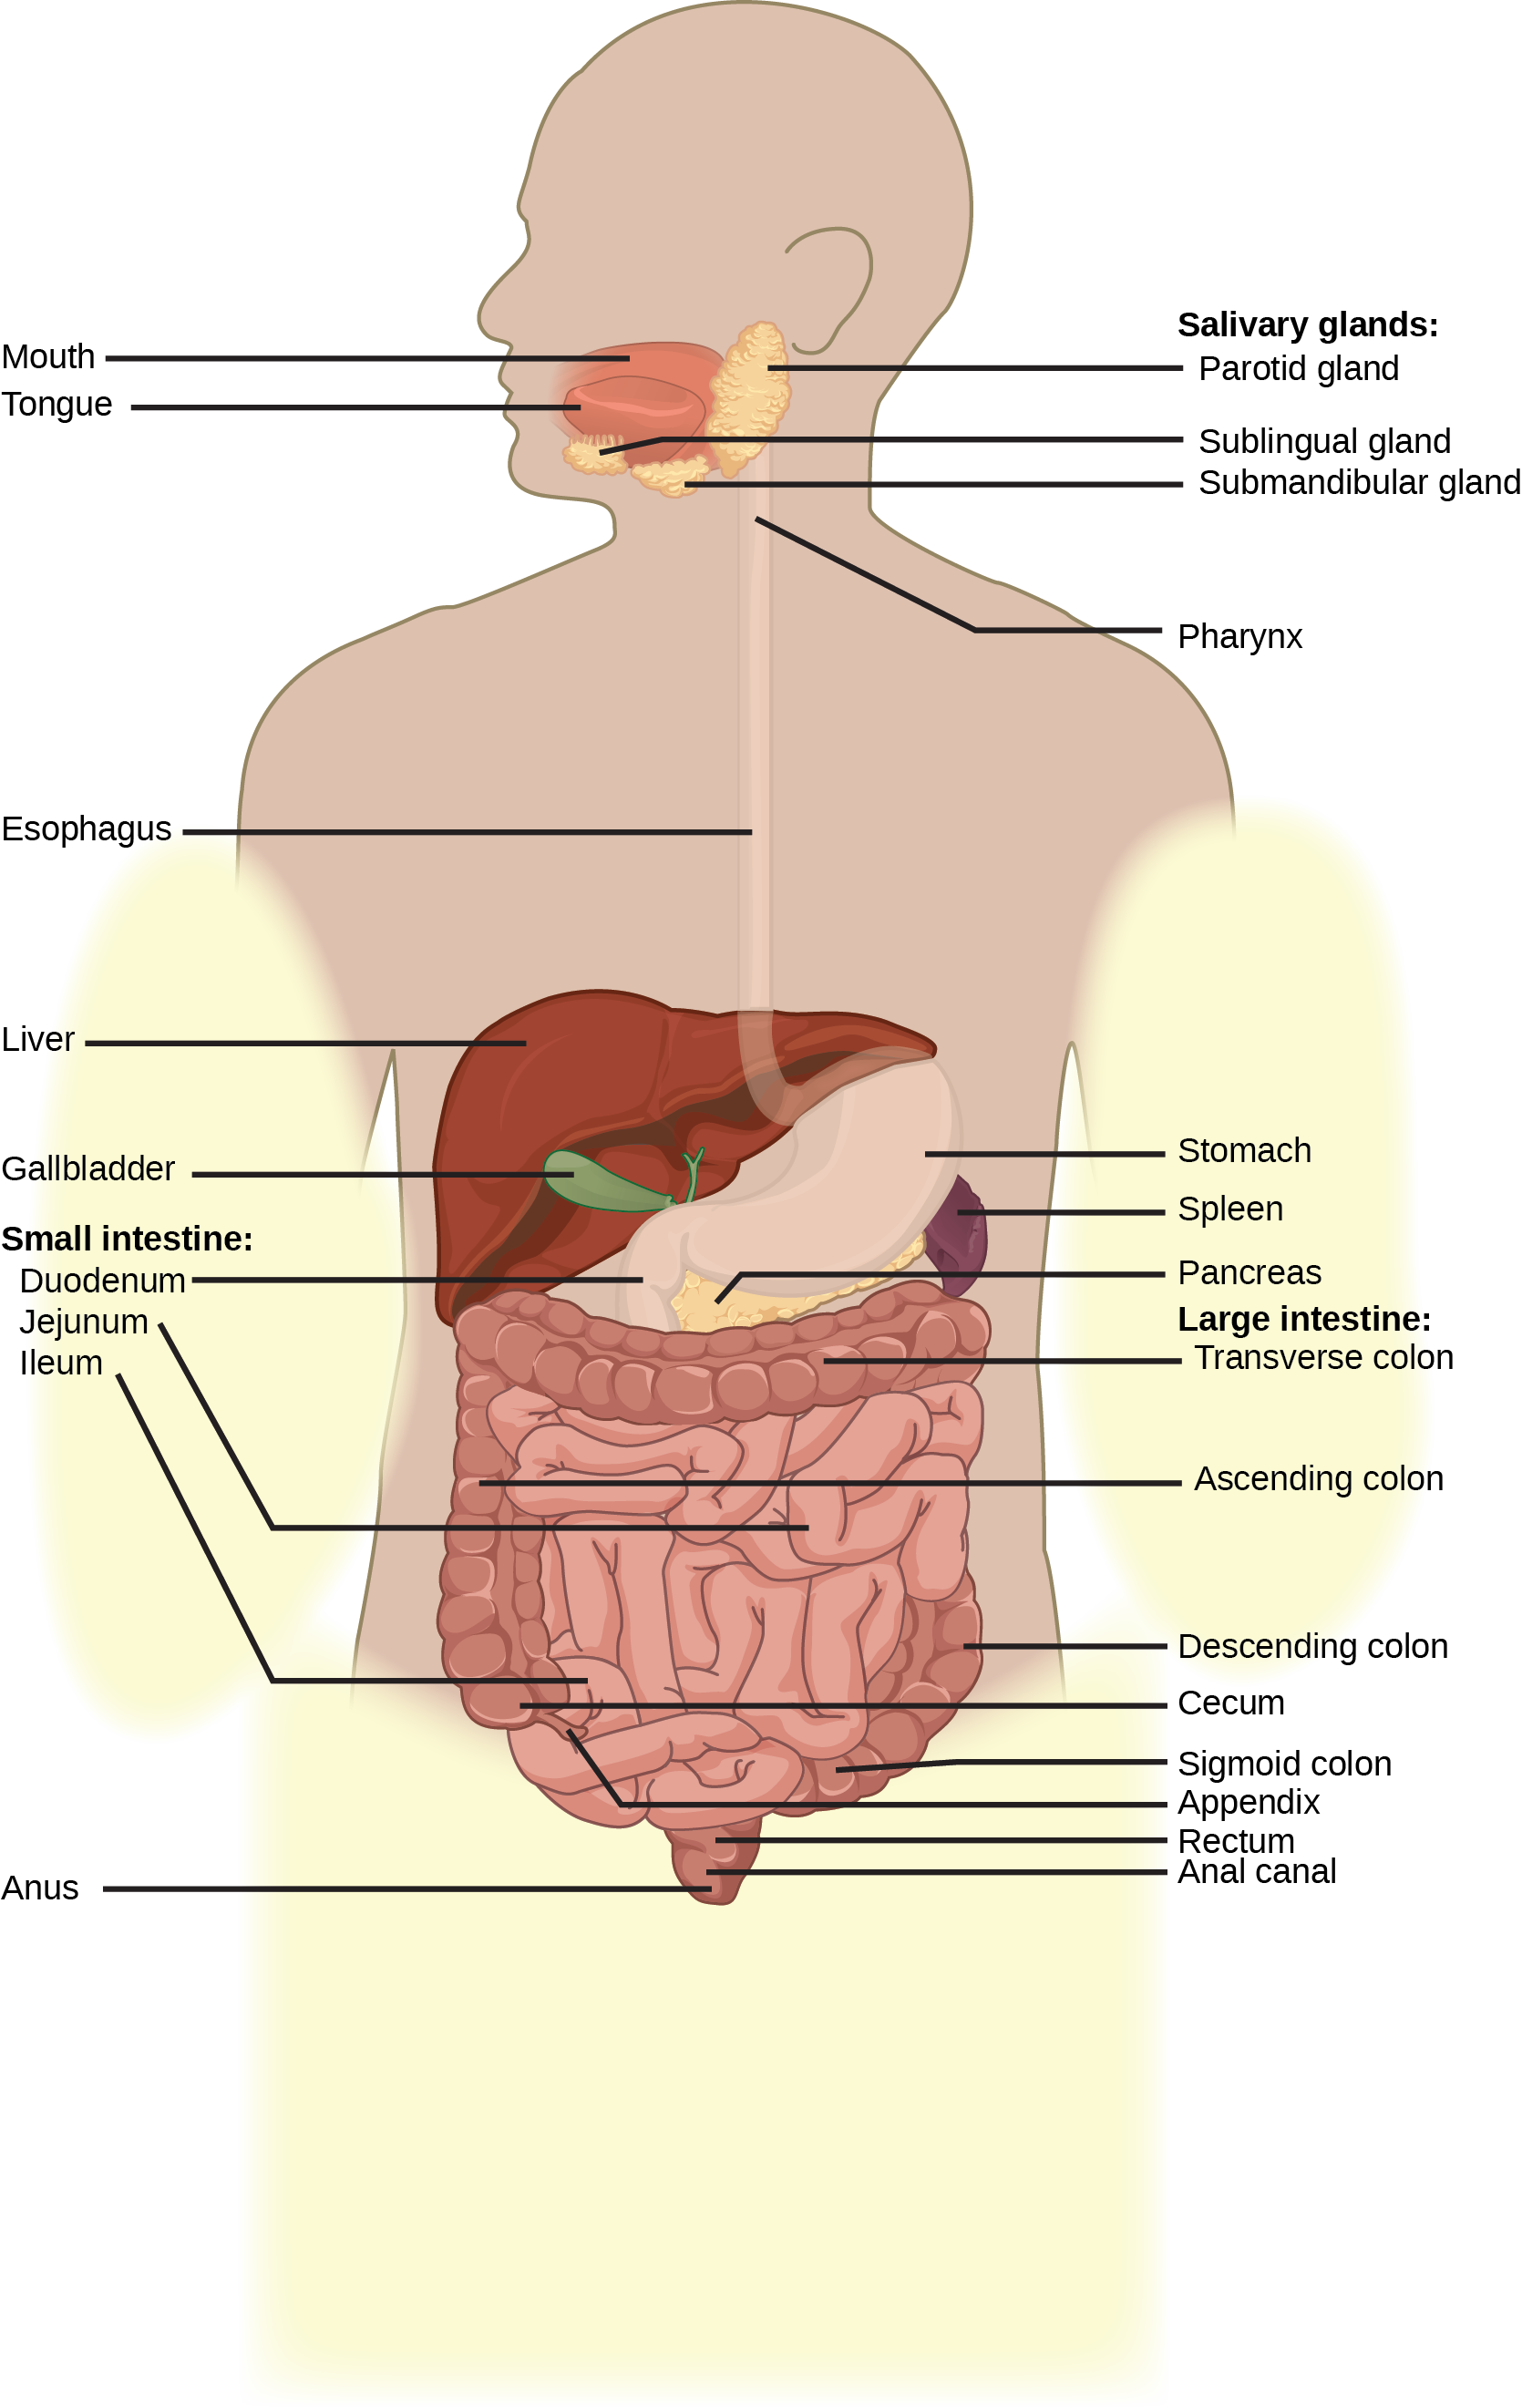 Mouth
Tongue
Esophagus
Liver
Gallbladder
Small intestine:
Duodenum
Jejunum
Ileum
Anus
Salivary glands:
Parotid gland
Sublingual gland
Submandibular gland
Pharynx
Stomach
Spleen
Pancreas
Large intestine:
Transverse colon
Ascending colon
Descending colon
Cecum
Sigmoid colon
Appendix
Rectum
Anal canal